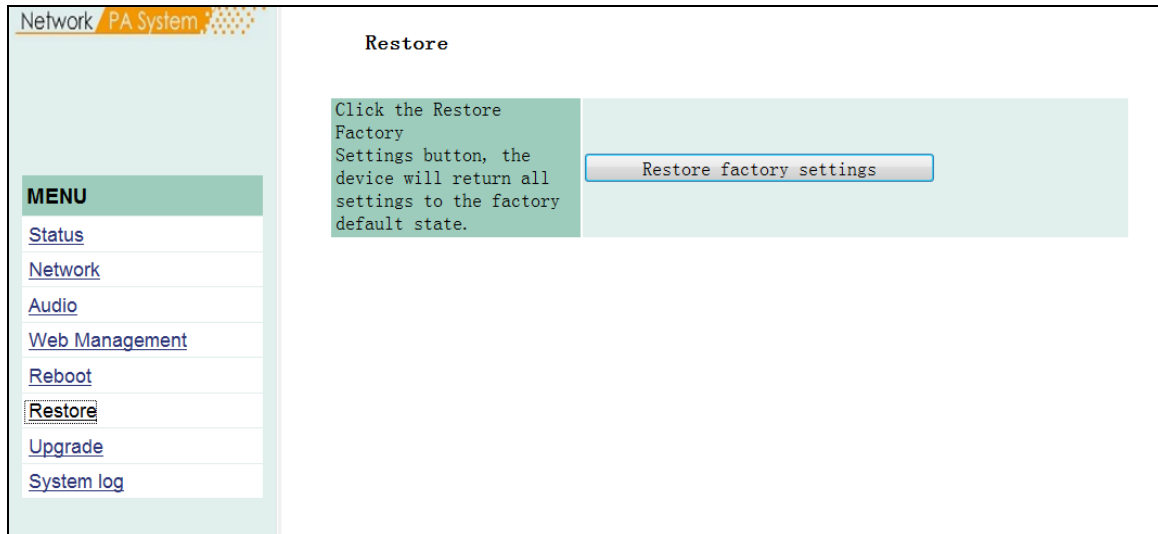 Network PA System
Restore
Click the Restore
Factory
Settings button, the
device will return all
settings to the factory
default state.
Restore factory settings
MENU
Status
Network
Audio
Web Management
Reboot
Restore
Upgrade
System log